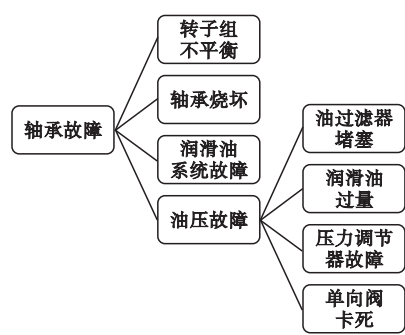 轴承故障
转子组
不平衡
轴承烧坏
润滑油
系统故障
油压故障
油过滤器
堵塞
润滑油
过量
压力调节
器故障
单向阀
卡死